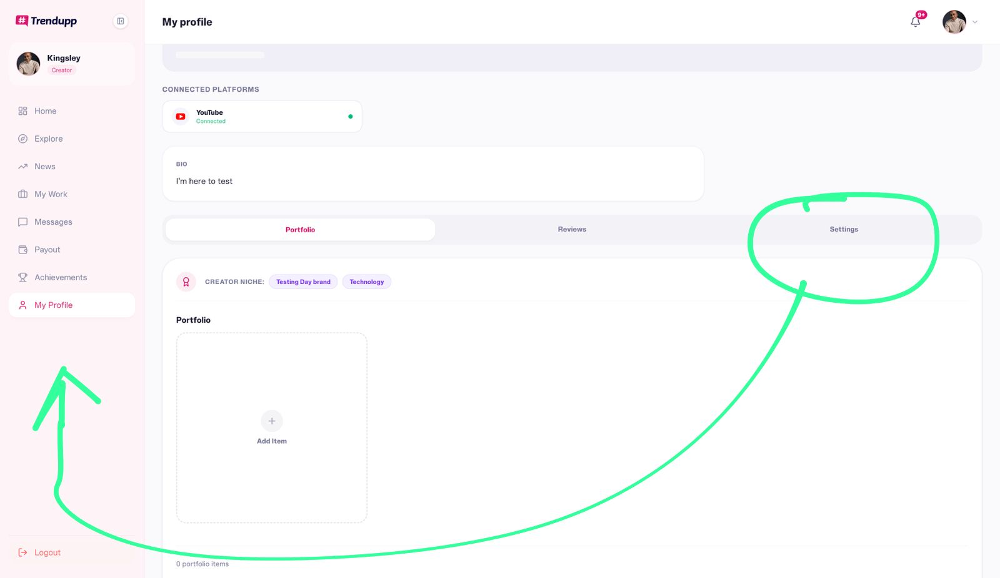 # Trendupp
My profile
9+
Kingsley
Creator
Home
Explore
News
My Work
Messages
Payout
Achievements
My Profile
Logout
CONNECTED PLATFORMS
YouTube
Connected
BIO
I'm here to test
Portfolio
Reviews
Settings
CREATOR NICHE: Testing Day brand Technology
Portfolio
Add Item
0 portfolio items